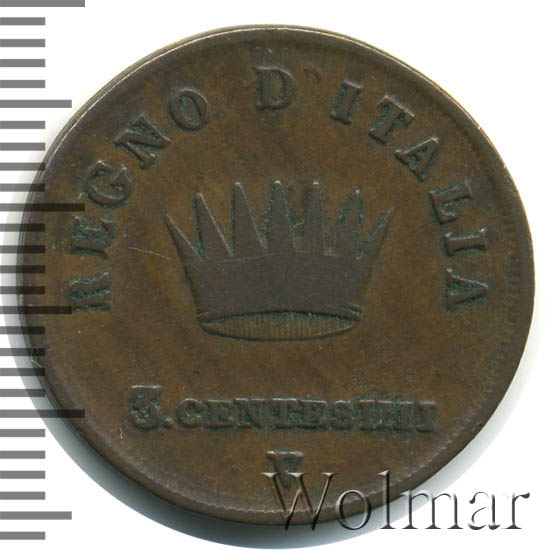 REGNO D'ITALIA
3. CENTESIMI
V
Wolmar